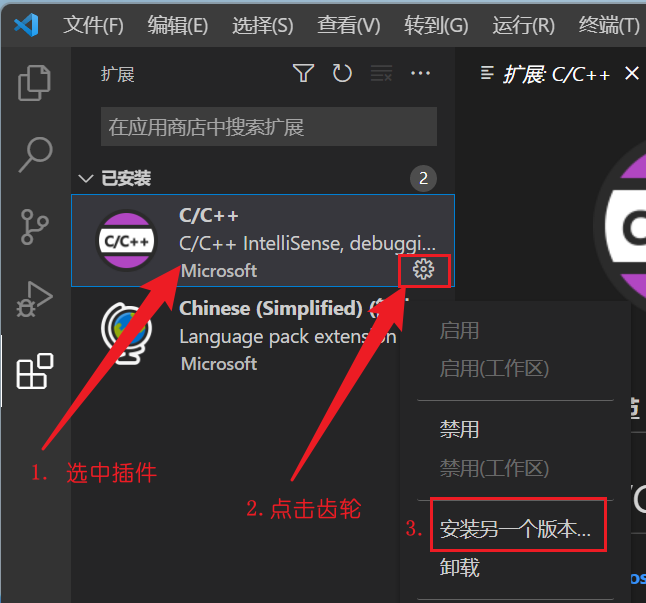 文件(F) 编辑(E) 选择(S) 查看(V) 转到(G) 运行(R) 终端(T)
扩展
扩展: C/C++
在应用商店中搜索扩展
已安装
2
C/C++
C/C++
C/C++ IntelliSense, debuggi...
Microsoft
Chinese (Simplified)
Language pack extension
Microsoft
启用
启用(工作区)
禁用
禁用(工作区)
安装另一个版本...
卸载
1. 选中插件
2. 点击齿轮
3.